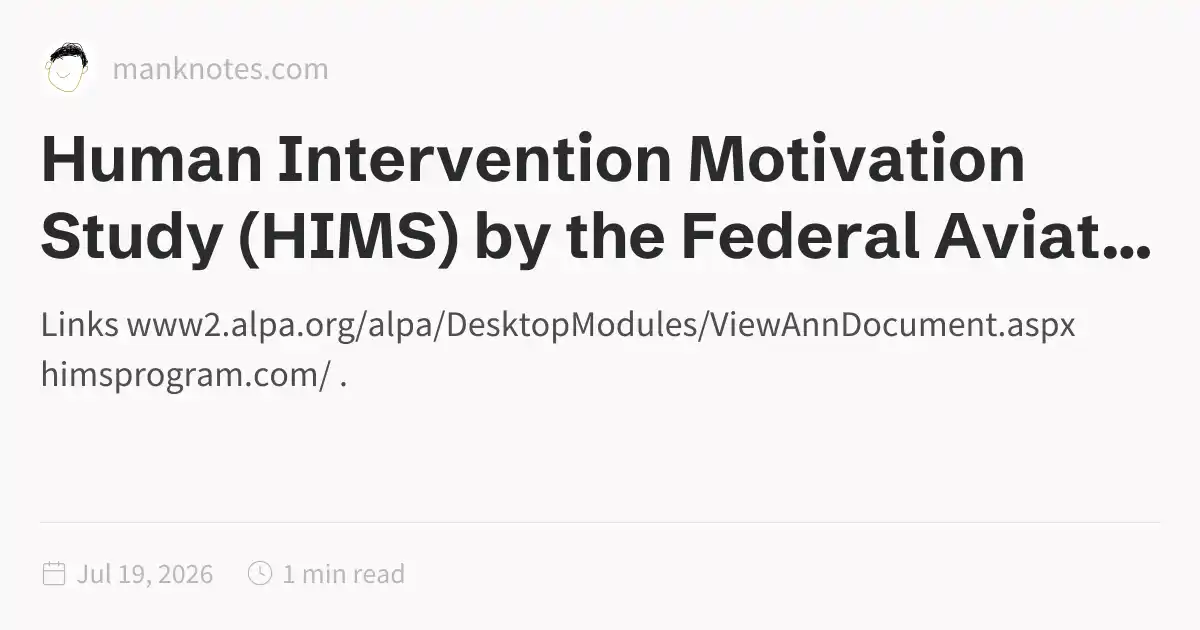 manknotes.com
Human Intervention Motivation
Study (HIMS) by the Federal Aviat...
Links www2.alpa.org/alpa/DesktopModules/ViewAnnDocument.aspx
himsprogram.com/ .
Jul 19, 2026
1 min read